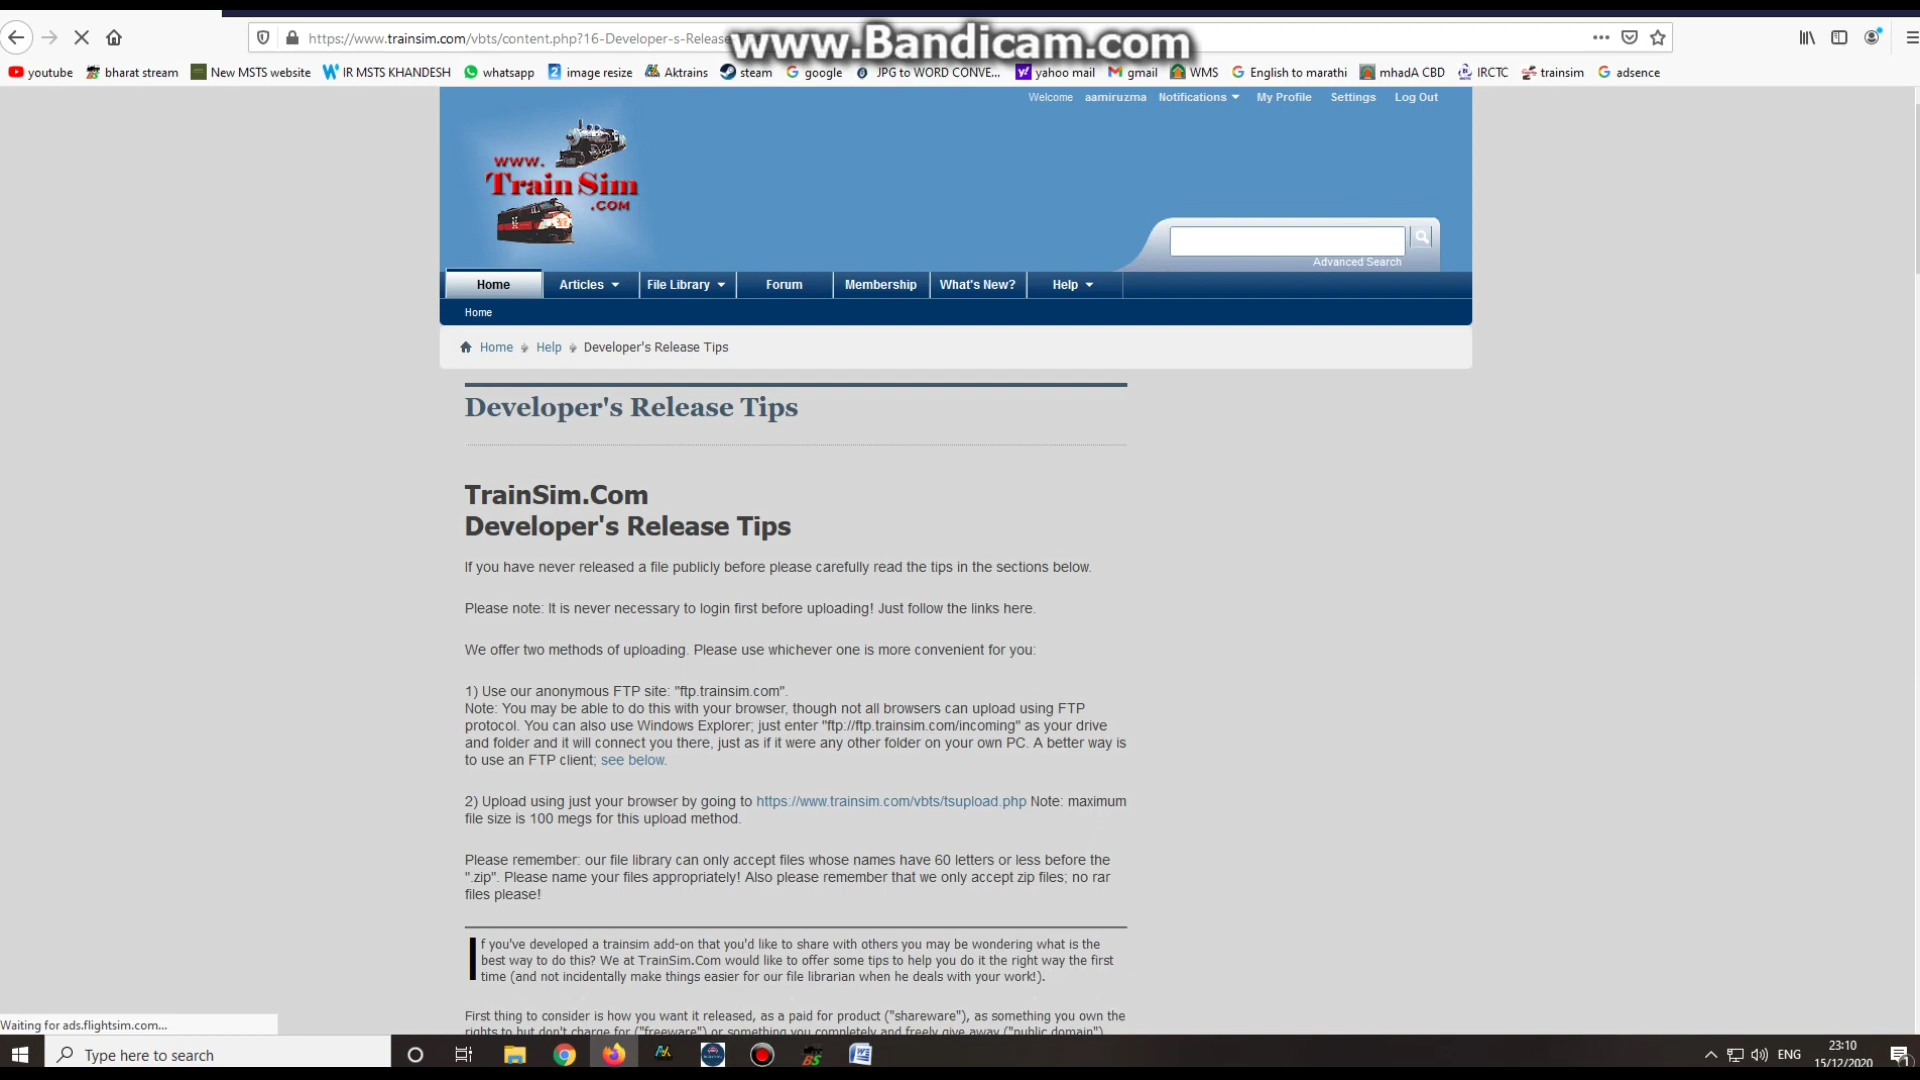 https://www.trainsim.com/vbts/content.php?16-Developer-s-Release
www.Bandicam.com
youtube
bharat stream
New MSTS website
IR MSTS KHANDESH
whatsapp
image resize
Aktrains
steam
google
JPG to WORD CONVE...
yahoo mail
gmail
WMS
English to marathi
mhadA CBD
IRCTC
trainsim
adsence
Welcome aamiruzma Notifications My Profile Settings Log Out
www.
Train Sim
.COM
Advanced Search
Home Articles File Library Forum Membership What's New? Help
Home
Home Help Developer's Release Tips
Developer's Release Tips
TrainSim.Com
Developer's Release Tips
If you have never released a file publicly before please carefully read the tips in the sections below.
Please note: It is never necessary to login first before uploading! Just follow the links here.
We offer two methods of uploading. Please use whichever one is more convenient for you:
1) Use our anonymous FTP site: "ftp.trainsim.com".
Note: You may be able to do this with your browser, though not all browsers can upload using FTP
protocol. You can also use Windows Explorer; just enter "ftp://ftp.trainsim.com/incoming" as your drive
and folder and it will connect you there, just as if it were any other folder on your own PC. A better way is
to use an FTP client; see below.
2) Upload using just your browser by going to https://www.trainsim.com/vbts/tsupload.php Note: maximum
file size is 100 megs for this upload method.
Please remember: our file library can only accept files whose names have 60 letters or less before the
".zip". Please name your files appropriately! Also please remember that we only accept zip files; no rar
files please!
If you've developed a trainsim add-on that you'd like to share with others you may be wondering what is the
best way to do this? We at TrainSim.Com would like to offer some tips to help you do it the right way the first
time (and not incidentally make things easier for our file librarian when he deals with your work!).
First thing to consider is how you want it released, as a paid for product ("shareware"), as something you own the
rights to but don't charge for ("freeware") or something you completely and freely give away ("public domain").
Waiting for ads.flightsim.com...
Type here to search
ENG
23:10
15/12/2020